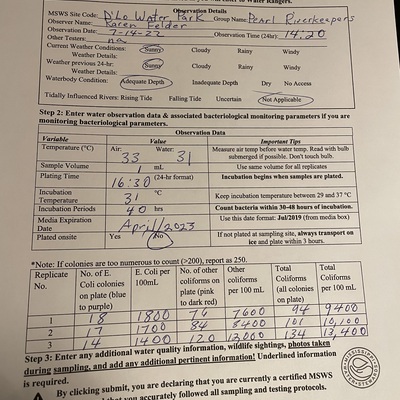 Observation Details
MSWS Site Code: D'Lo Water Park Group Name: Pearl Riverkeepers
Observer Name: Karen Felder
Observation Date: 7-14-22 Observation Time (24hr): 14:20
Other Testers: na
Current Weather Conditions: Sunny Cloudy Rainy Windy
Weather Details:
Weather previous 24-hr: Sunny Cloudy Rainy Windy
Weather Details:
Waterbody Condition: Adequate Depth Inadequate Depth Dry No Access
Tidally Influenced Rivers: Rising Tide Falling Tide Uncertain Not Applicable
Step 2: Enter water observation data & associated bacteriological monitoring parameters if you are
monitoring bacteriological parameters.
Observation Data
Variable Value Important Tips
Temperature (°C) Air: 33 Water: 31 Measure air temp before water temp. Read with bulb submerged if possible. Don't touch bulb.
Sample Volume 1 mL Use same volume for all replicates
Plating Time 16:30 (24-hr format) Incubation begins when samples are plated.
Incubation Temperature 31 °C Keep incubation temperature between 29 and 37 °C
Incubation Periods 40 hrs Count bacteria within 30-48 hours of incubation.
Media Expiration Date April/2023 Use this date format: Jul/2019 (from media box)
Plated onsite Yes No If not plated at sampling site, always transport on ice and plate within 3 hours.
*Note: If colonies are too numerous to count (>200), report as 250.
Replicate No. No. of E. Coli colonies on plate (blue to purple) E. Coli per 100mL No. of other coliforms on plate (pink to dark red) Other coliforms per 100 mL Total Coliforms (all colonies on plate) Total Coliforms per 100 mL
1 18 1800 76 7600 94 9400
2 17 1700 84 8400 101 10,100
3 14 1400 120 12000 134 13,400
Step 3: Enter any additional water quality information, wildlife sightings, photos taken
during sampling, and add any additional pertinent information! Underlined information
is required.
By clicking submit, you are declaring that you are currently a certified MSWS
that you accurately followed all sampling and testing protocols.